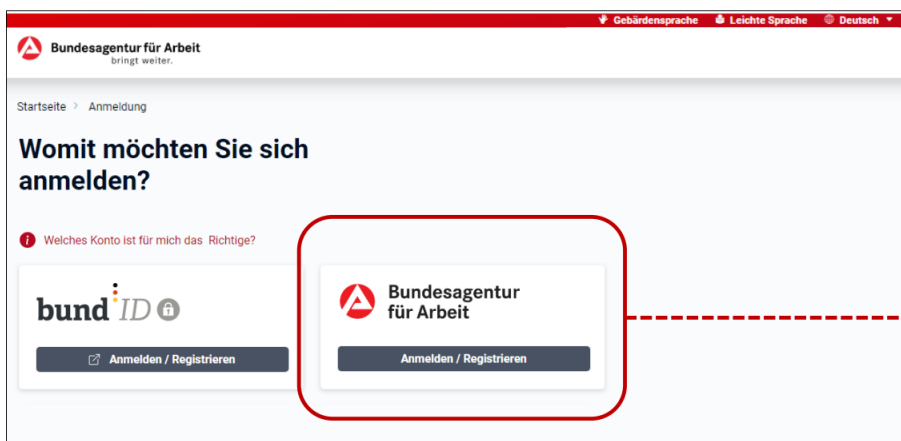 Gebärdensprache Leichte Sprache Deutsch
Bundesagentur für Arbeit
bringt weiter.
Startseite > Anmeldung
Womit möchten Sie sich
anmelden?
Welches Konto ist für mich das Richtige?
bund ID
Anmelden / Registrieren
Bundesagentur
für Arbeit
Anmelden / Registrieren